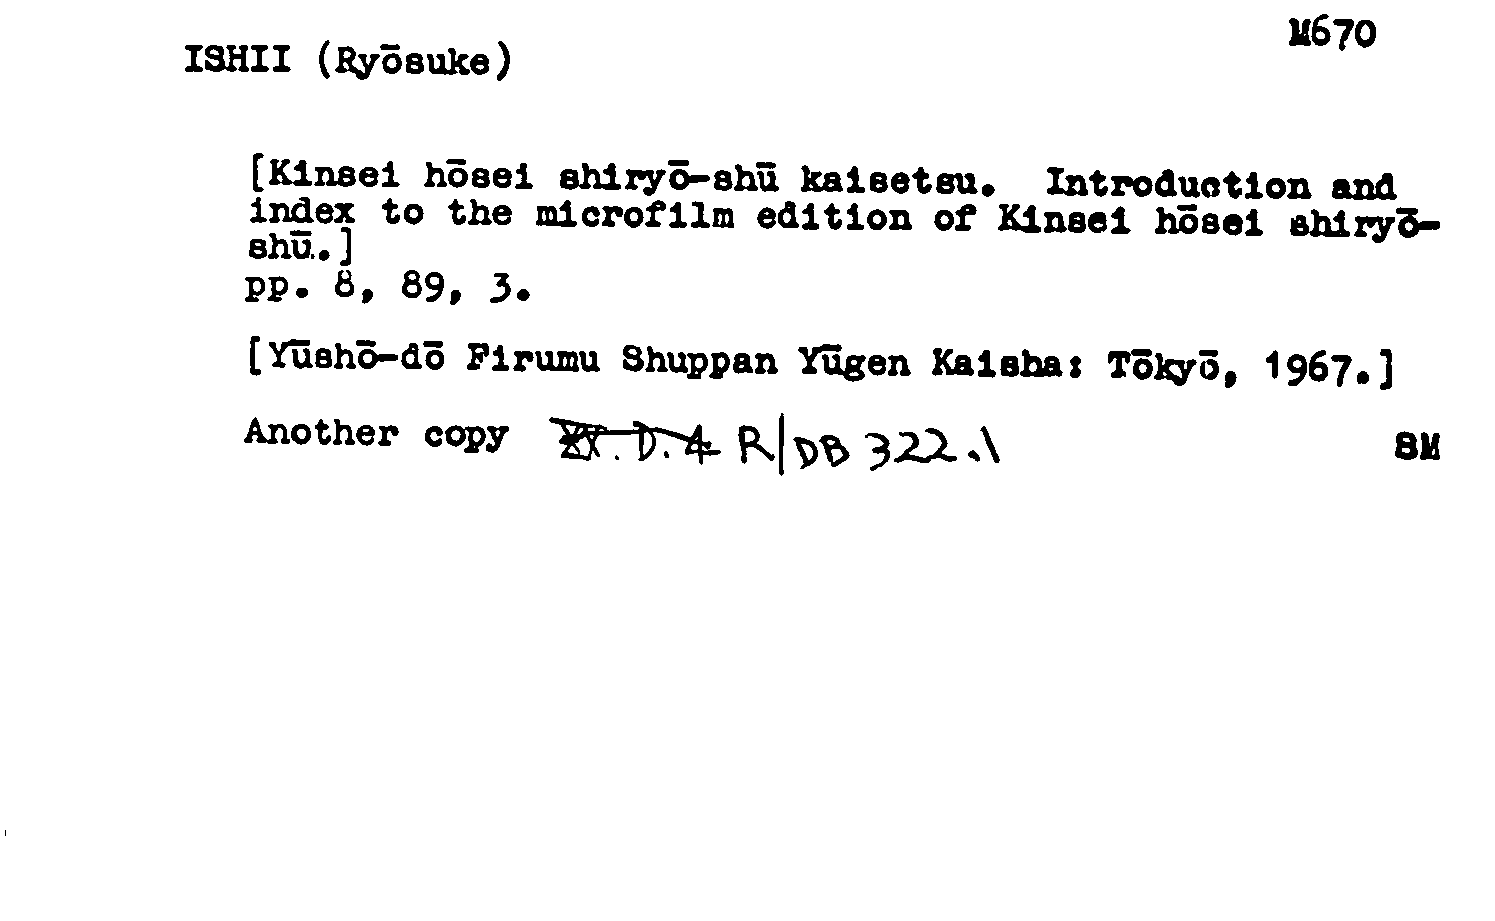 M670
ISHII (Ryōsuke)
[Kinsei hōsei shiryō-shū kaisetsu. Introduction and
index to the microfilm edition of Kinsei hōsei shiryō-
shū.]
pp. 8, 89, 3.
[Yūshō-dō Firumu Shuppan Yūgen Kaisha: Tōkyō, 1967.]
Another copy XX. D. 4 R/DB 322.1 SM